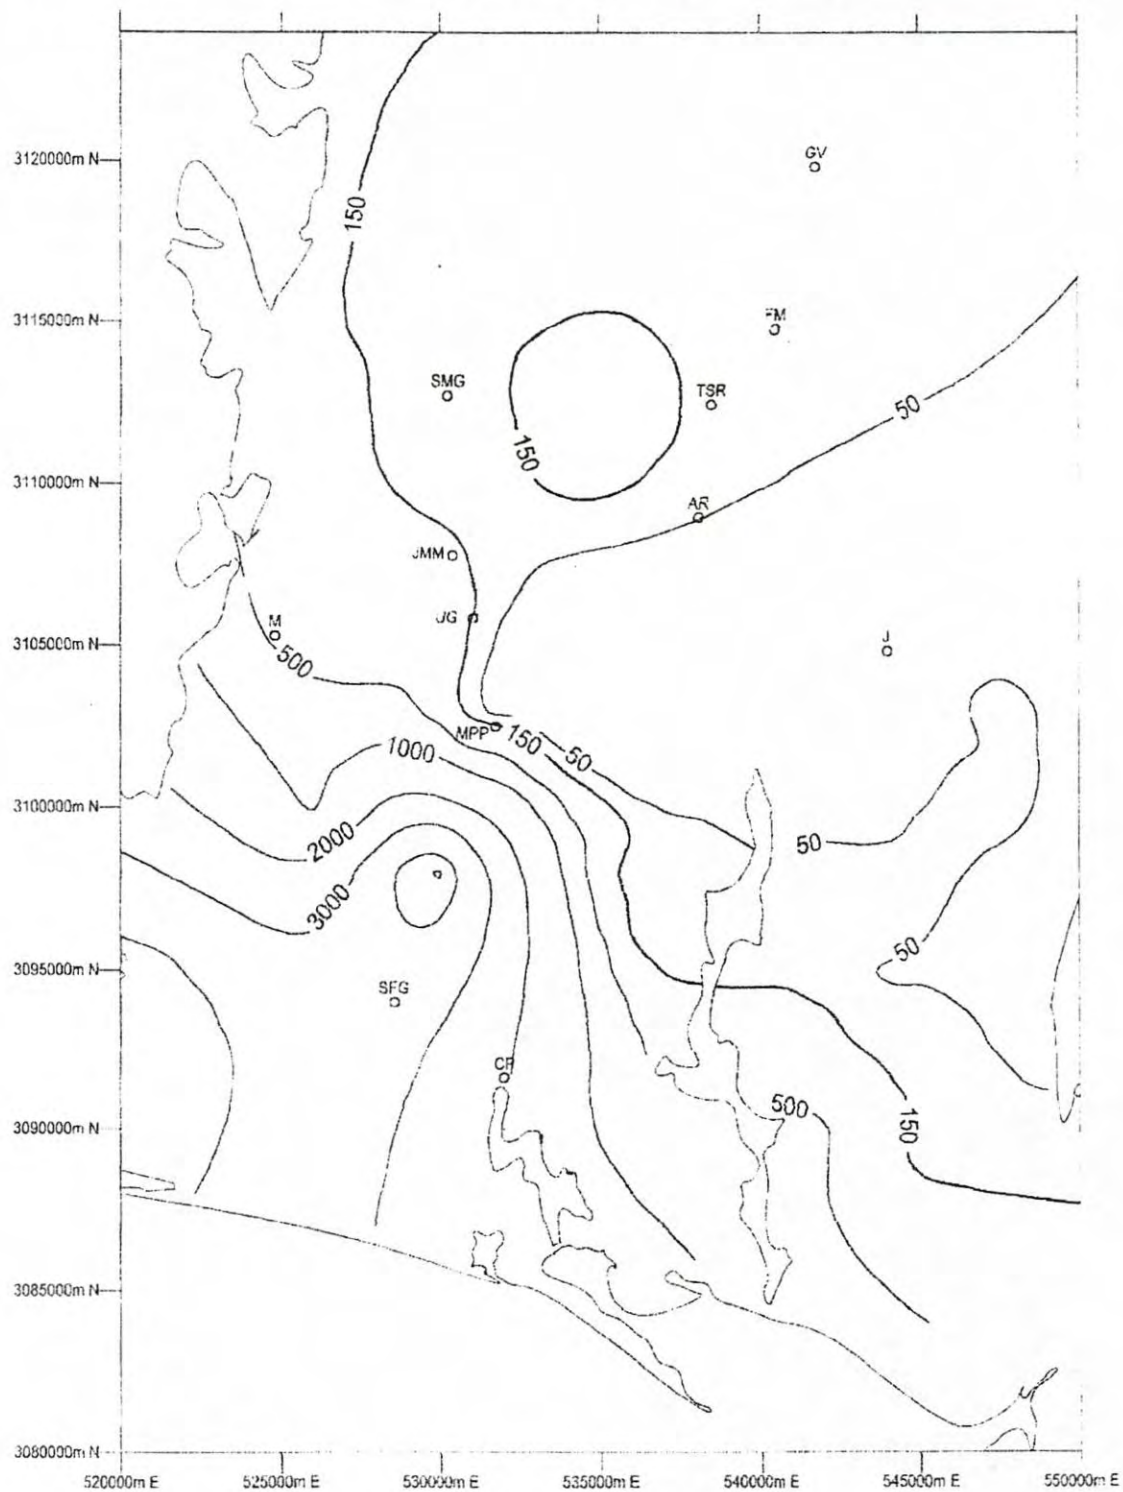 3120000m N
GV
150
3115000m N
FM
SMG
TSR
50
150
3110000m N
AR
JMM
JG
M
3105000m N
500
J
MPP
150
50
1000
3100000m N
2000
50
3000
50
3095000m N
SFG
CP
500
3090000m N
150
3085000m N
3080000m N
520000m E
525000m E
530000m E
535000m E
540000m E
545000m E
550000m E